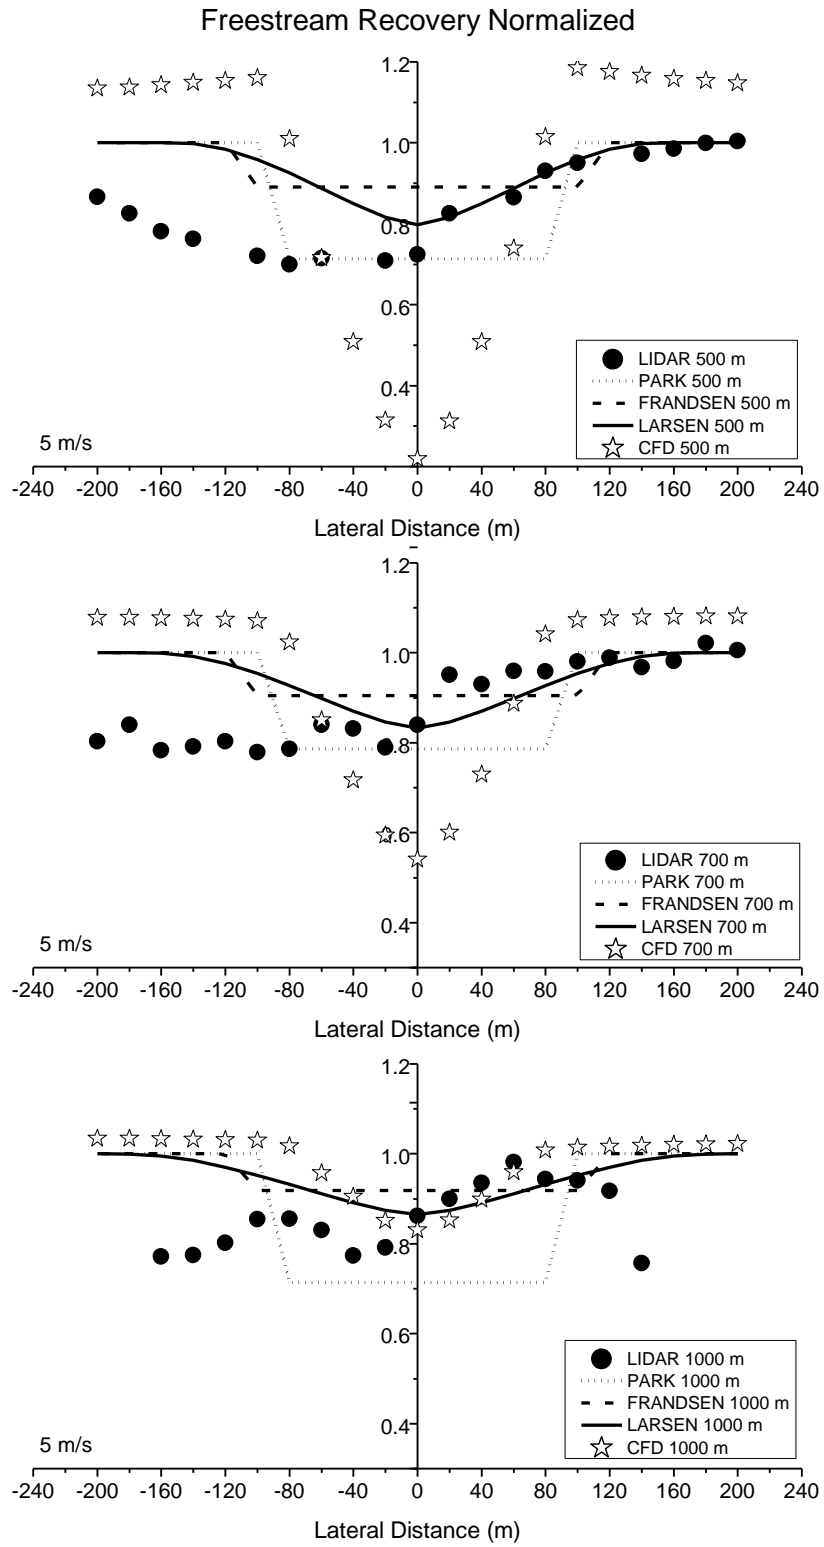 Freestream Recovery Normalized
1.2
1.0
0.8
0.6
0.4
LIDAR 500 m
PARK 500 m
FRANDSEN 500 m
LARSEN 500 m
CFD 500 m
5 m/s
-240 -200 -160 -120 -80 -40 0 40 80 120 160 200 240
Lateral Distance (m)
1.2
1.0
0.8
0.6
0.4
LIDAR 700 m
PARK 700 m
FRANDSEN 700 m
LARSEN 700 m
CFD 700 m
5 m/s
-240 -200 -160 -120 -80 -40 0 40 80 120 160 200 240
Lateral Distance (m)
1.2
1.0
0.8
0.6
0.4
LIDAR 1000 m
PARK 1000 m
FRANDSEN 1000 m
LARSEN 1000 m
CFD 1000 m
5 m/s
-240 -200 -160 -120 -80 -40 0 40 80 120 160 200 240
Lateral Distance (m)